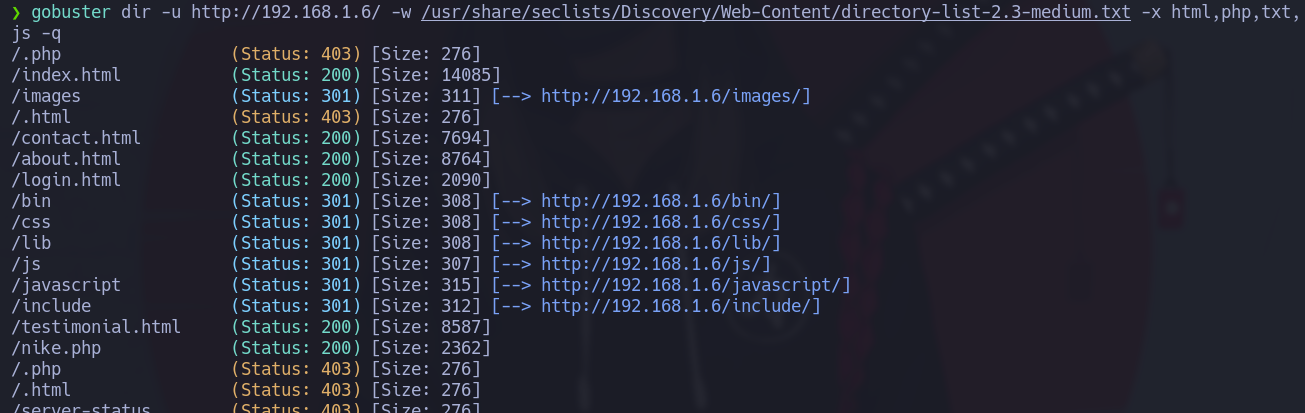 ❯ gobuster dir -u http://192.168.1.6/ -w /usr/share/seclists/Discovery/Web-Content/directory-list-2.3-medium.txt -x html,php,txt,
js -q
/.php (Status: 403) [Size: 276]
/index.html (Status: 200) [Size: 14085]
/images (Status: 301) [Size: 311] [--> http://192.168.1.6/images/]
/.html (Status: 403) [Size: 276]
/contact.html (Status: 200) [Size: 7694]
/about.html (Status: 200) [Size: 8764]
/login.html (Status: 200) [Size: 2090]
/bin (Status: 301) [Size: 308] [--> http://192.168.1.6/bin/]
/css (Status: 301) [Size: 308] [--> http://192.168.1.6/css/]
/lib (Status: 301) [Size: 308] [--> http://192.168.1.6/lib/]
/js (Status: 301) [Size: 307] [--> http://192.168.1.6/js/]
/javascript (Status: 301) [Size: 315] [--> http://192.168.1.6/javascript/]
/include (Status: 301) [Size: 312] [--> http://192.168.1.6/include/]
/testimonial.html (Status: 200) [Size: 8587]
/nike.php (Status: 200) [Size: 2362]
/.php (Status: 403) [Size: 276]
/.html (Status: 403) [Size: 276]
/server-status (Status: 403) [Size: 276]